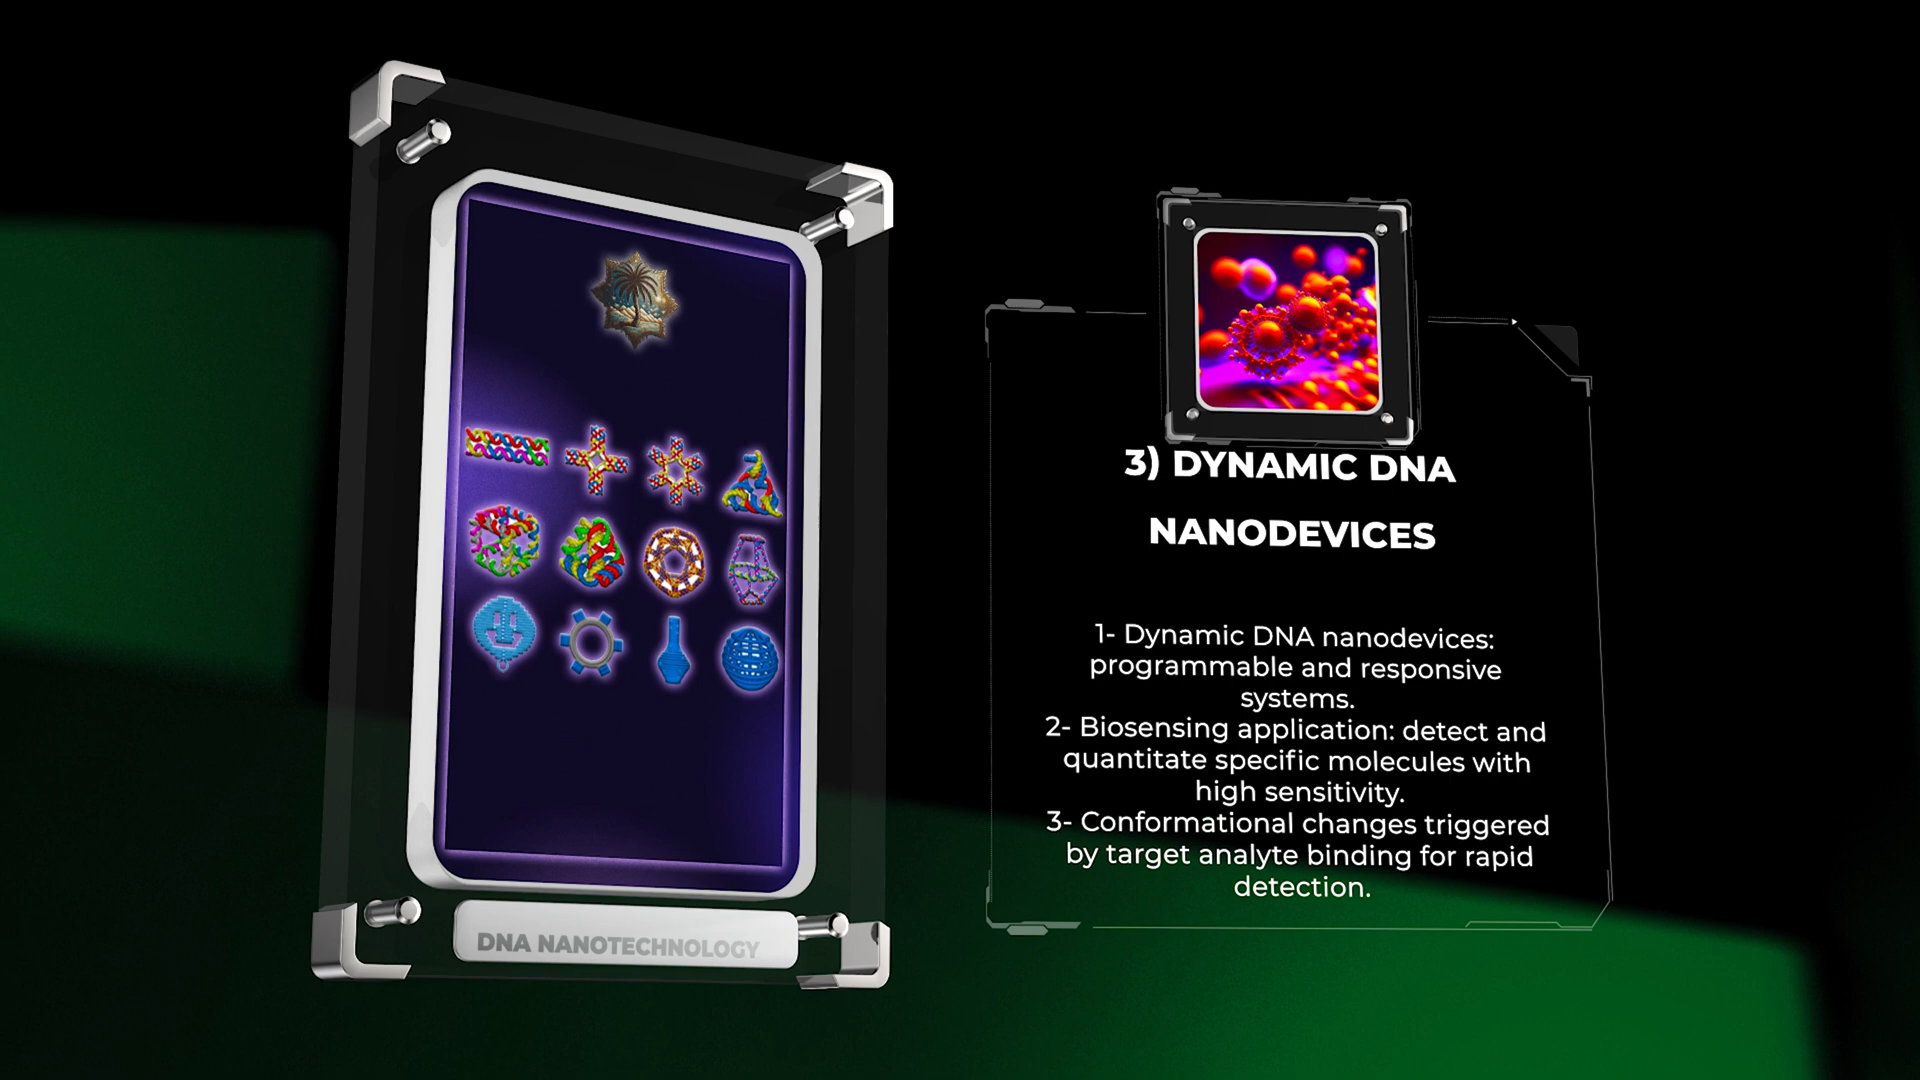 3) DYNAMIC DNA
NANODEVICES
1- Dynamic DNA nanodevices:
programmable and responsive
systems.
2- Biosensing application: detect and
quantitate specific molecules with
high sensitivity.
3- Conformational changes triggered
by target analyte binding for rapid
detection.
DNA NANOTECHNOLOGY